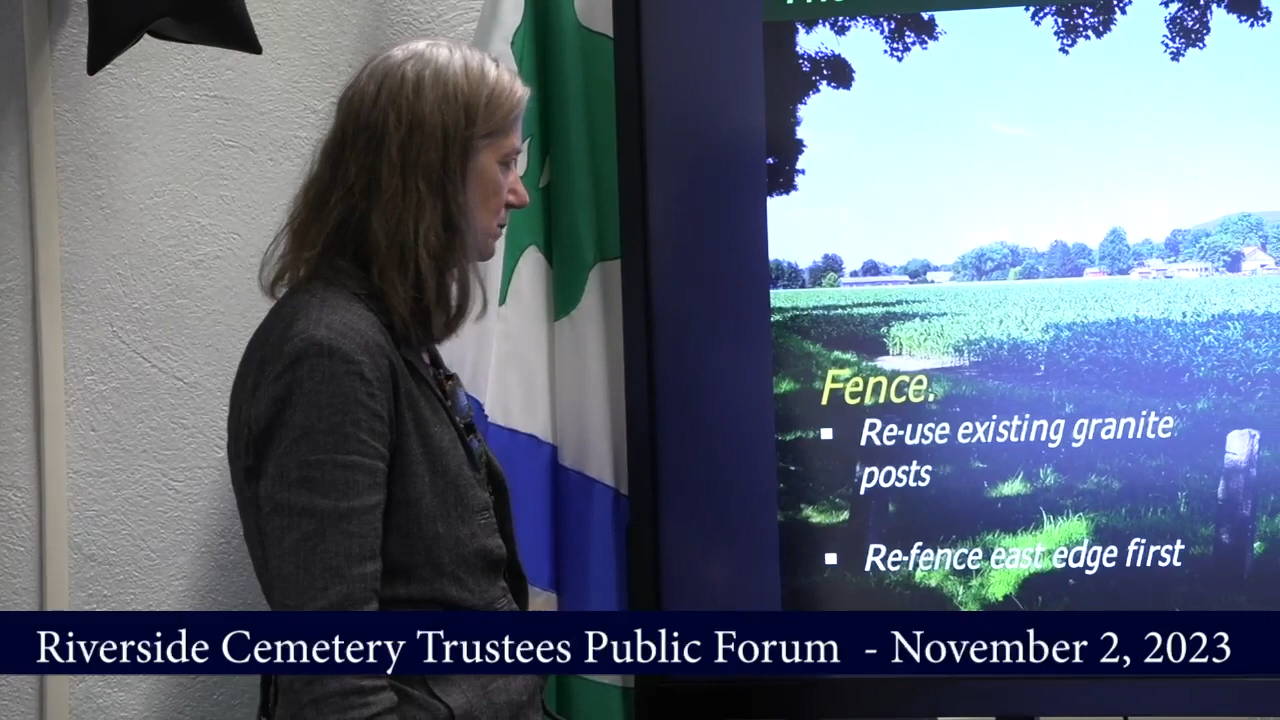 Fence.
Re-use existing granite
posts
Re-fence east edge first
Riverside Cemetery Trustees Public Forum - November 2, 2023